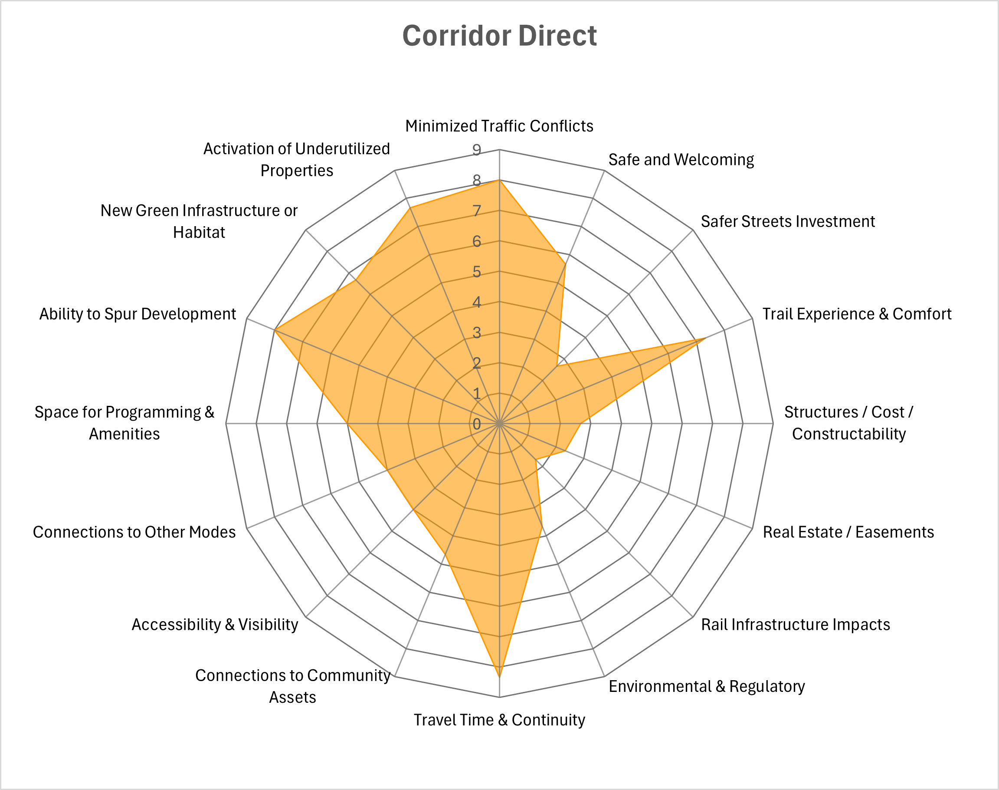 Corridor Direct
Minimized Traffic Conflicts
Safe and Welcoming
Safer Streets Investment
Trail Experience & Comfort
Structures / Cost /
Constructability
Real Estate / Easements
Rail Infrastructure Impacts
Environmental & Regulatory
Travel Time & Continuity
Connections to Community
Assets
Accessibility & Visibility
Connections to Other Modes
Space for Programming &
Amenities
Ability to Spur Development
New Green Infrastructure or
Habitat
Activation of Underutilized
Properties
9
8
7
6
5
4
3
2
1
0